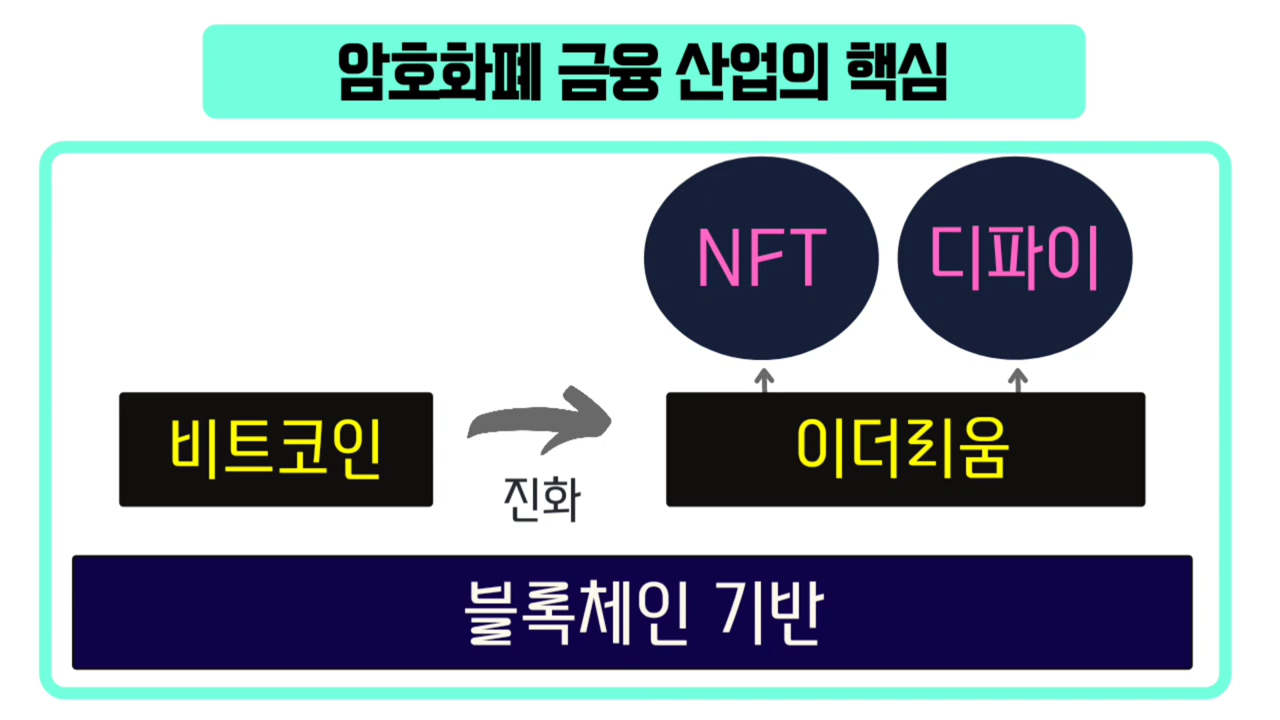 암호화폐 금융 산업의 핵심
NFT
디파이
비트코인
진화
이더리움
블록체인 기반